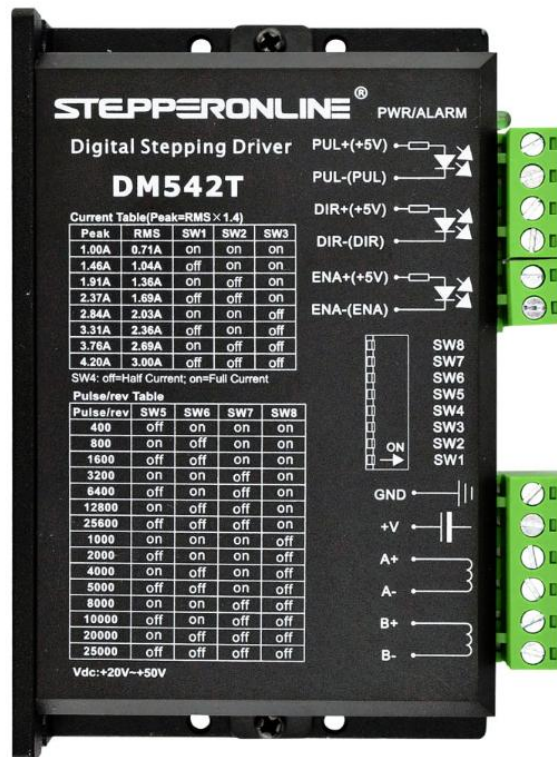 STEPPERONLINE®
PWR/ALARM
Digital Stepping Driver
DM542T
Current Table(Peak=RMS×1.4)
Peak RMS SW1 SW2 SW3
1.00A 0.71A on on on
1.46A 1.04A off on on
1.91A 1.36A on off on
2.37A 1.69A off off on
2.84A 2.03A on on off
3.31A 2.36A off on off
3.76A 2.69A on off off
4.20A 3.00A off off off
SW4: off=Half Current; on=Full Current
Pulse/rev Table
Pulse/rev SW5 SW6 SW7 SW8
400 off on on on
800 on off on on
1600 off off on on
3200 on on off on
6400 off on off on
12800 on off off on
25600 off off off on
1000 on on on off
2000 off on on off
4000 on off on off
5000 off off on off
8000 on on off off
10000 off on off off
20000 on off off off
25000 off off off off
Vdc:+20V~+50V
PUL+(+5V)
PUL-(PUL)
DIR+(+5V)
DIR-(DIR)
ENA+(+5V)
ENA-(ENA)
SW8
SW7
SW6
SW5
SW4
SW3
SW2
SW1
ON
GND
+V
A+
A-
B+
B-